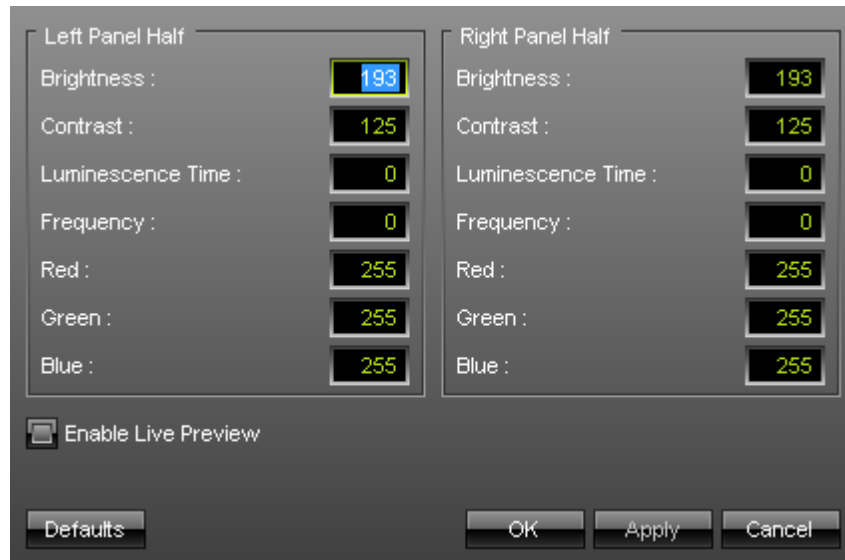 Left Panel Half
Brightness : 193
Contrast : 125
Luminescence Time : 0
Frequency : 0
Red : 255
Green : 255
Blue : 255
Right Panel Half
Brightness : 193
Contrast : 125
Luminescence Time : 0
Frequency : 0
Red : 255
Green : 255
Blue : 255
Enable Live Preview
Defaults OK Apply Cancel